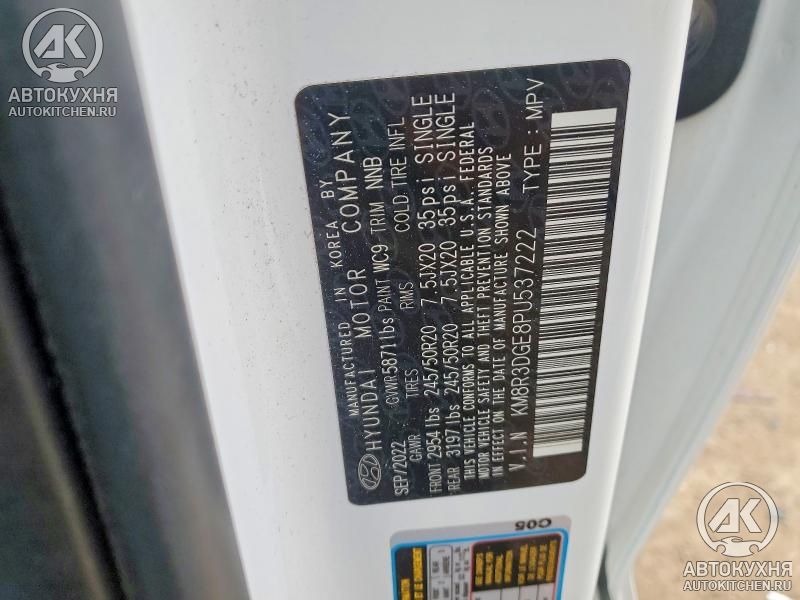 AK
АВТОКУХНЯ
AUTOKITCHEN.RU
MANUFACTURED IN KOREA BY
HYUNDAI MOTOR COMPANY
SEP/2022 GVWR5871lbs PAINT WC9 TRIM NNB
GAWR TIRES RIMS COLD TIRE INFL
FRONT 2954lbs 245/50R20 7.5JX20 35psi SINGLE
REAR 3197lbs 245/50R20 7.5JX20 35psi SINGLE
THIS VEHICLE CONFORMS TO ALL APPLICABLE U.S.A. FEDERAL
MOTOR VEHICLE SAFETY AND THEFT PREVENTION STANDARDS
IN EFFECT ON THE DATE OF MANUFACTURE SHOWN ABOVE
V.I.N KM8R3DGE8PU537222 TYPE : MPV
C05
AK
АВТОКУХНЯ
AUTOKITCHEN.RU